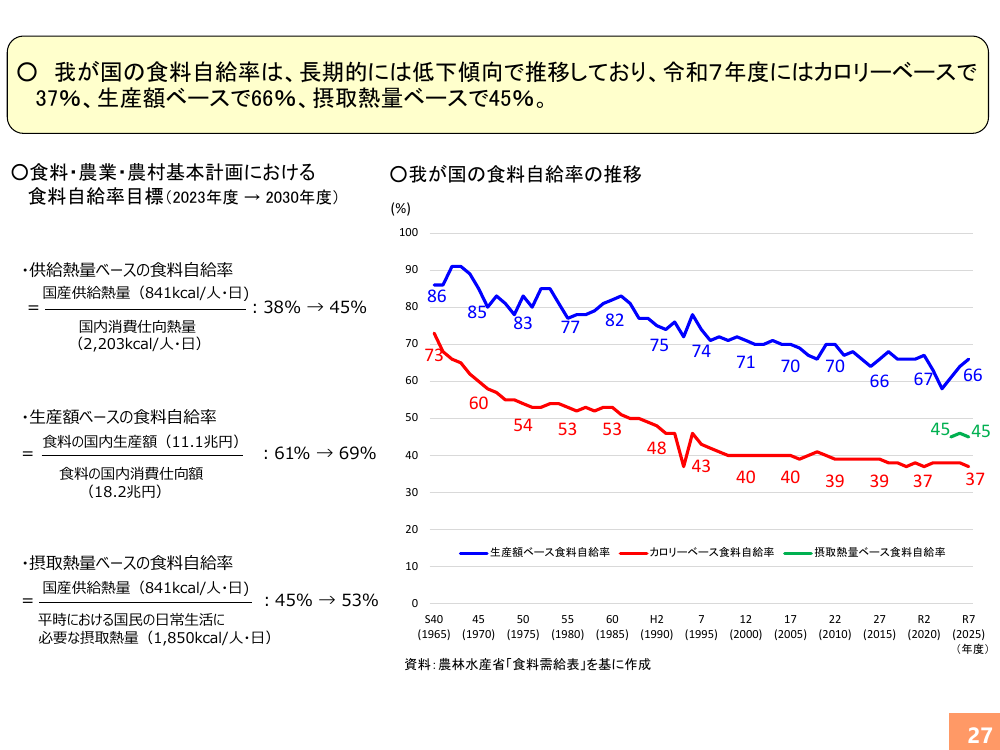 ○　我が国の食料自給率は、長期的には低下傾向で推移しており、令和７年度にはカロリーベースで
37％、生産額ベースで66％、摂取熱量ベースで45％。
○食料・農業・農村基本計画における
食料自給率目標（2023年度 → 2030年度）
・供給熱量ベースの食料自給率
＝ 国産供給熱量（841kcal/人・日） ：38% → 45%
国内消費仕向熱量
（2,203kcal/人・日）
・生産額ベースの食料自給率
＝ 食料の国内生産額（11.1兆円） ：61% → 69%
食料の国内消費仕向額
（18.2兆円）
・摂取熱量ベースの食料自給率
＝ 国産供給熱量（841kcal/人・日） ：45% → 53%
平時における国民の日常生活に
必要な摂取熱量（1,850kcal/人・日）
○我が国の食料自給率の推移
(%)
100
90
80
70
60
50
40
30
20
10
0
86 85 83 77 82 75 74 71 70 70 66 67 66
73 60 54 53 53 48 43 40 40 39 39 37 37
45 45
生産額ベース食料自給率 カロリーベース食料自給率 摂取熱量ベース食料自給率
S40 45 50 55 60 H2 7 12 17 22 27 R2 R7
(1965) (1970) (1975) (1980) (1985) (1990) (1995) (2000) (2005) (2010) (2015) (2020) (2025)
（年度）
資料：農林水産省「食料需給表」を基に作成
27